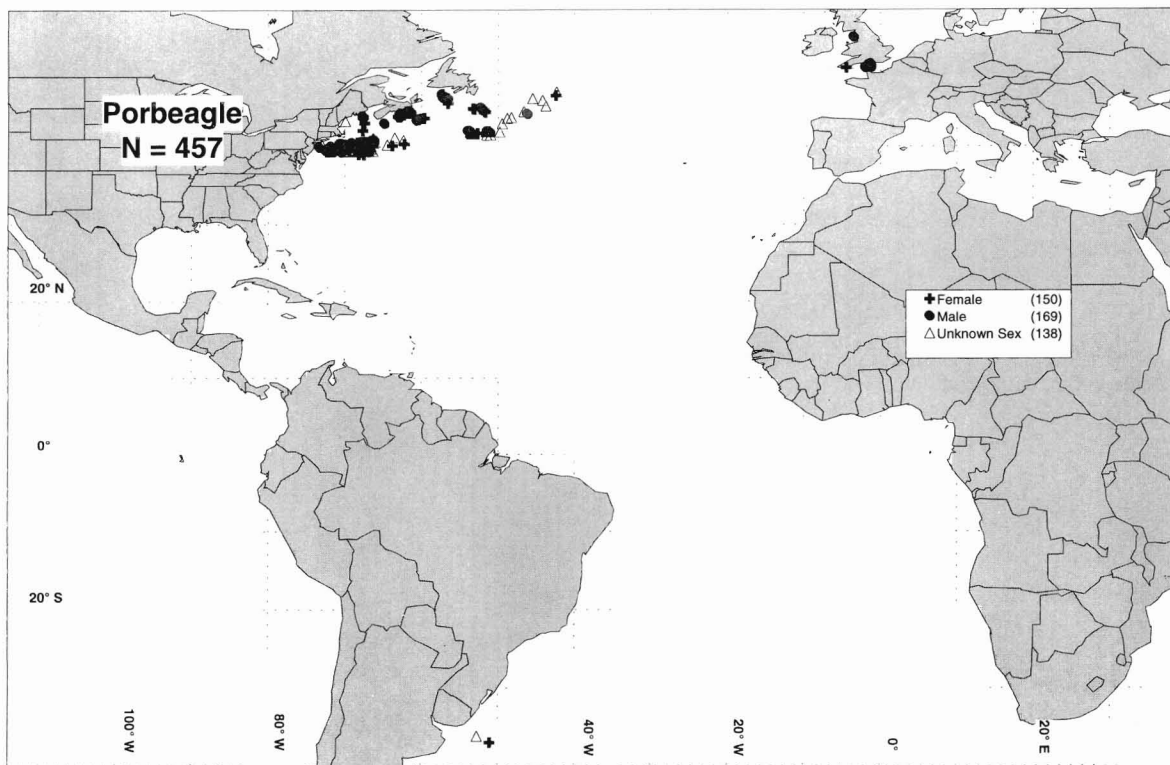 Porbeagle
N = 457
20° N
✚ Female (150)
● Male (169)
△ Unknown Sex (138)
0°
20° S
100° W
80° W
40° W
20° W
0°
20° E